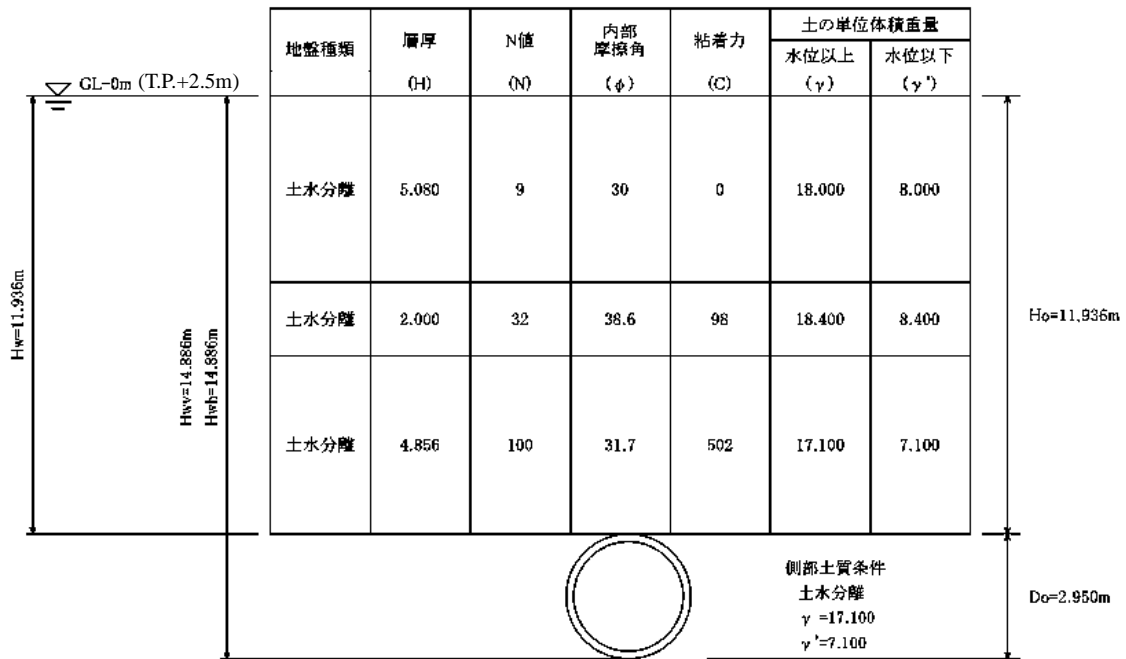 地盤種類 層厚 N値 内部 粘着力 土の単位体積重量
摩擦角
水位以上 水位以下
(H) (N) (φ) (C) (γ) (γ')
GL-0m (T.P.+2.5m)
土水分離 5.080 9 30 0 18.000 8.000
土水分離 2.000 32 38.6 98 18.400 8.400
土水分離 4.856 100 31.7 502 17.100 7.100
Hw=11.936m
Hwv=14.886m
Hwh=14.886m
Ho=11.936m
側部土質条件
土水分離
γ =17.100
γ'=7.100
Do=2.950m